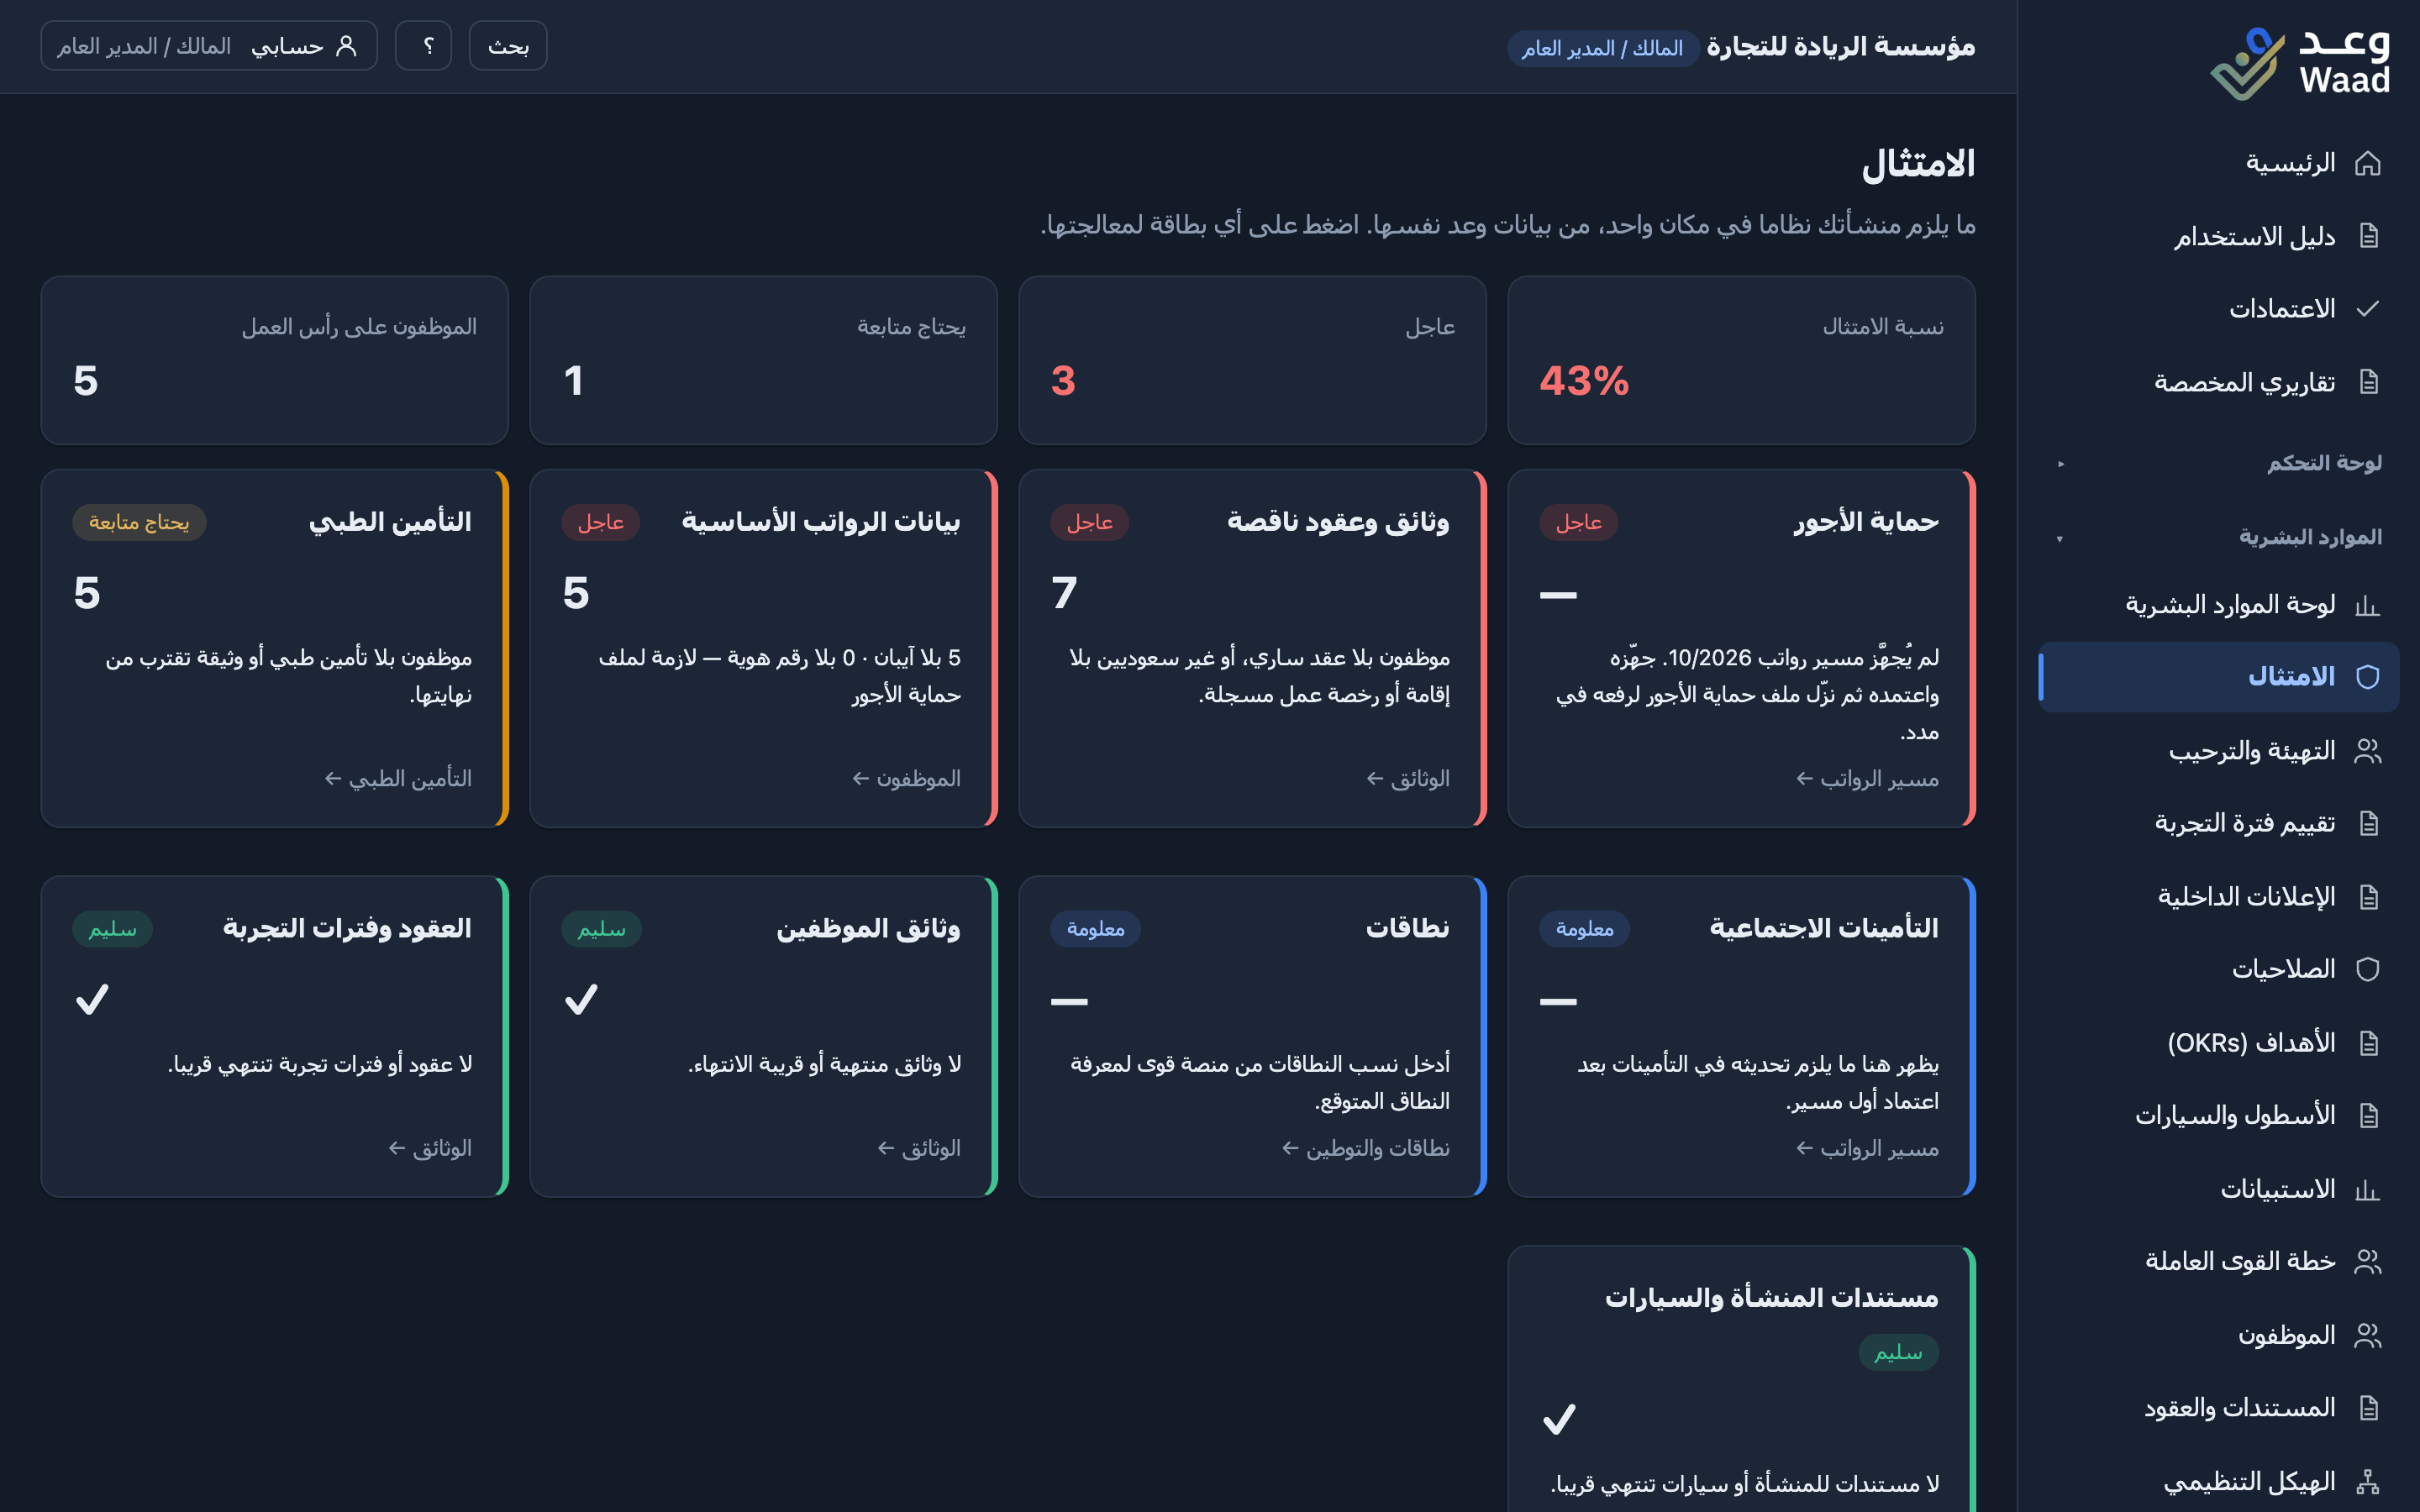 وعد
Waad
الرئيسية
دليل الاستخدام
الاعتمادات
تقاريري المخصصة
لوحة التحكم
الموارد البشرية
لوحة الموارد البشرية
الامتثال
التهيئة والترحيب
تقييم فترة التجربة
الإعلانات الداخلية
الصلاحيات
الأهداف (OKRs)
الأسطول والسيارات
الاستبيانات
خطة القوى العاملة
الموظفون
المستندات والعقود
الهيكل التنظيمي
مؤسسة الريادة للتجارة المالك / المدير العام
بحث
؟
حسابي المالك / المدير العام
الامتثال
ما يلزم منشأتك نظاما في مكان واحد، من بيانات وعد نفسها. اضغط على أي بطاقة لمعالجتها.
نسبة الامتثال
43%
عاجل
3
يحتاج متابعة
1
الموظفون على رأس العمل
5
حماية الأجور عاجل
—
لم يُجهَّز مسير رواتب 10/2026. جهّزه
واعتمده ثم نزّل ملف حماية الأجور لرفعه في
مدد.
مسير الرواتب ←
وثائق وعقود ناقصة عاجل
7
موظفون بلا عقد ساري، أو غير سعوديين بلا
إقامة أو رخصة عمل مسجلة.
الوثائق ←
بيانات الرواتب الأساسية عاجل
5
5 بلا آيبان · 0 بلا رقم هوية — لازمة لملف
حماية الأجور
الموظفون ←
التأمين الطبي يحتاج متابعة
5
موظفون بلا تأمين طبي أو وثيقة تقترب من
نهايتها.
التأمين الطبي ←
التأمينات الاجتماعية معلومة
—
يظهر هنا ما يلزم تحديثه في التأمينات بعد
اعتماد أول مسير.
مسير الرواتب ←
نطاقات معلومة
—
أدخل نسب النطاقات من منصة قوى لمعرفة
النطاق المتوقع.
نطاقات والتوطين ←
وثائق الموظفين سليم
✓
لا وثائق منتهية أو قريبة الانتهاء.
الوثائق ←
العقود وفترات التجربة سليم
✓
لا عقود أو فترات تجربة تنتهي قريبا.
الوثائق ←
مستندات المنشأة والسيارات
سليم
✓
لا مستندات للمنشأة أو سيارات تنتهي قريبا.